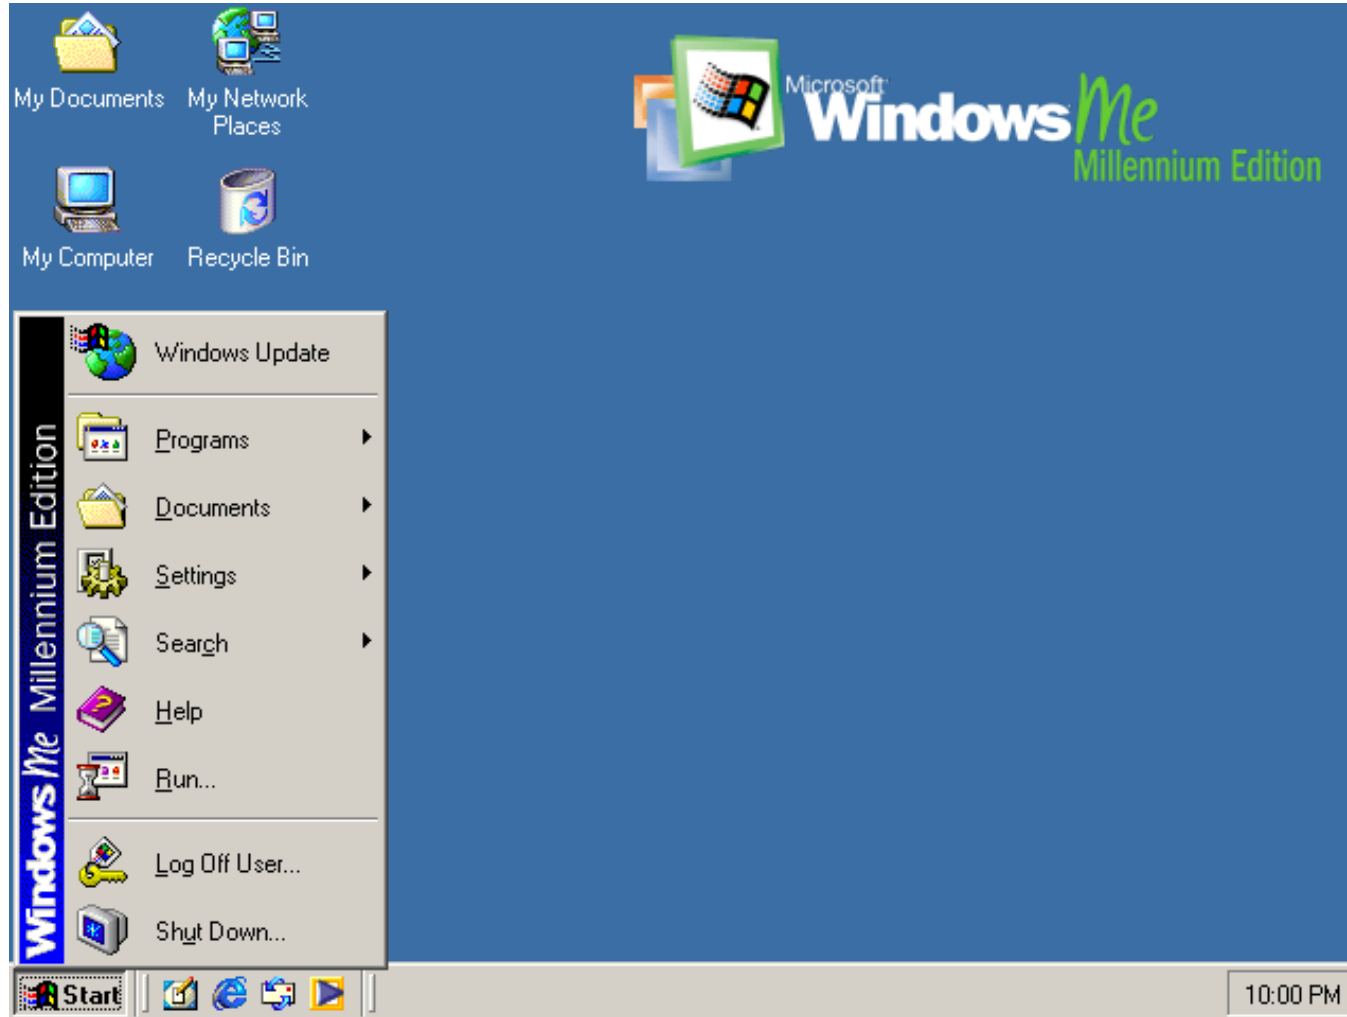 My Documents
My Network
Places
My Computer
Recycle Bin
Microsoft
Windows Me
Millennium Edition
Windows Me Millennium Edition
Windows Update
Programs
Documents
Settings
Search
Help
Run...
Log Off User...
Shut Down...
Start
10:00 PM